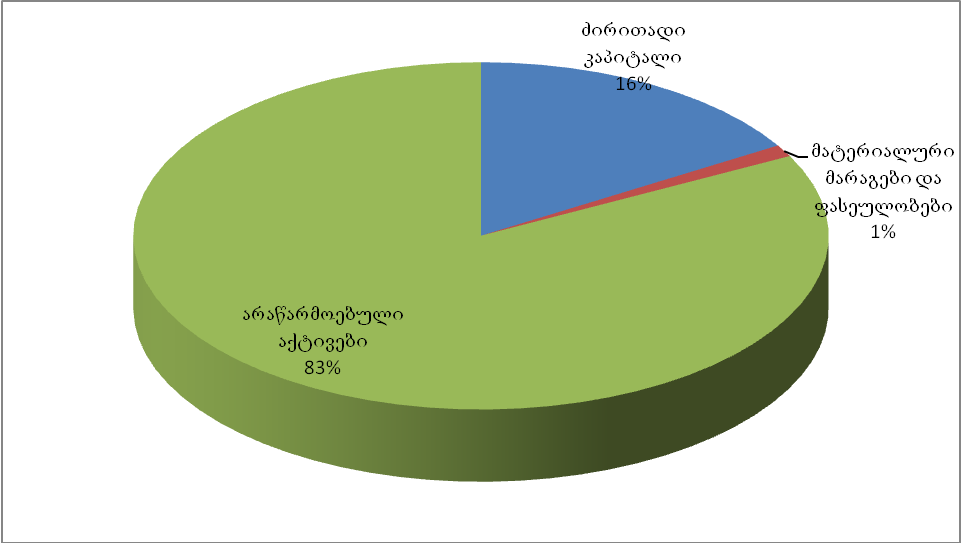 ძირითადი
კაპიტალი
16%
მატერიალური
მარაგები და
ფასეულობები
1%
არაწარმოებული
აქტივები
83%